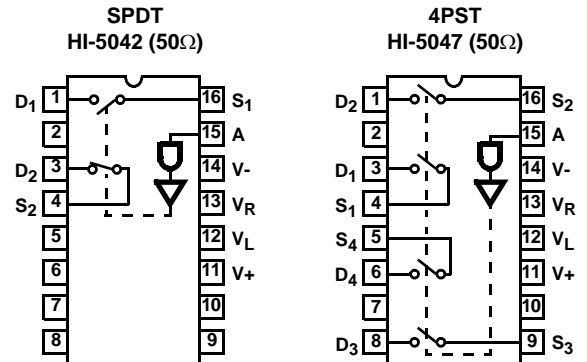 SPDT
HI-5042 (50Ω)
D1 1 16 S1
2 15 A
D2 3 14 V-
S2 4 13 VR
5 12 VL
6 11 V+
7 10
8 9
4PST
HI-5047 (50Ω)
D2 1 16 S2
2 15 A
D1 3 14 V-
S1 4 13 VR
S4 5 12 VL
D4 6 11 V+
7 10
D3 8 9 S3